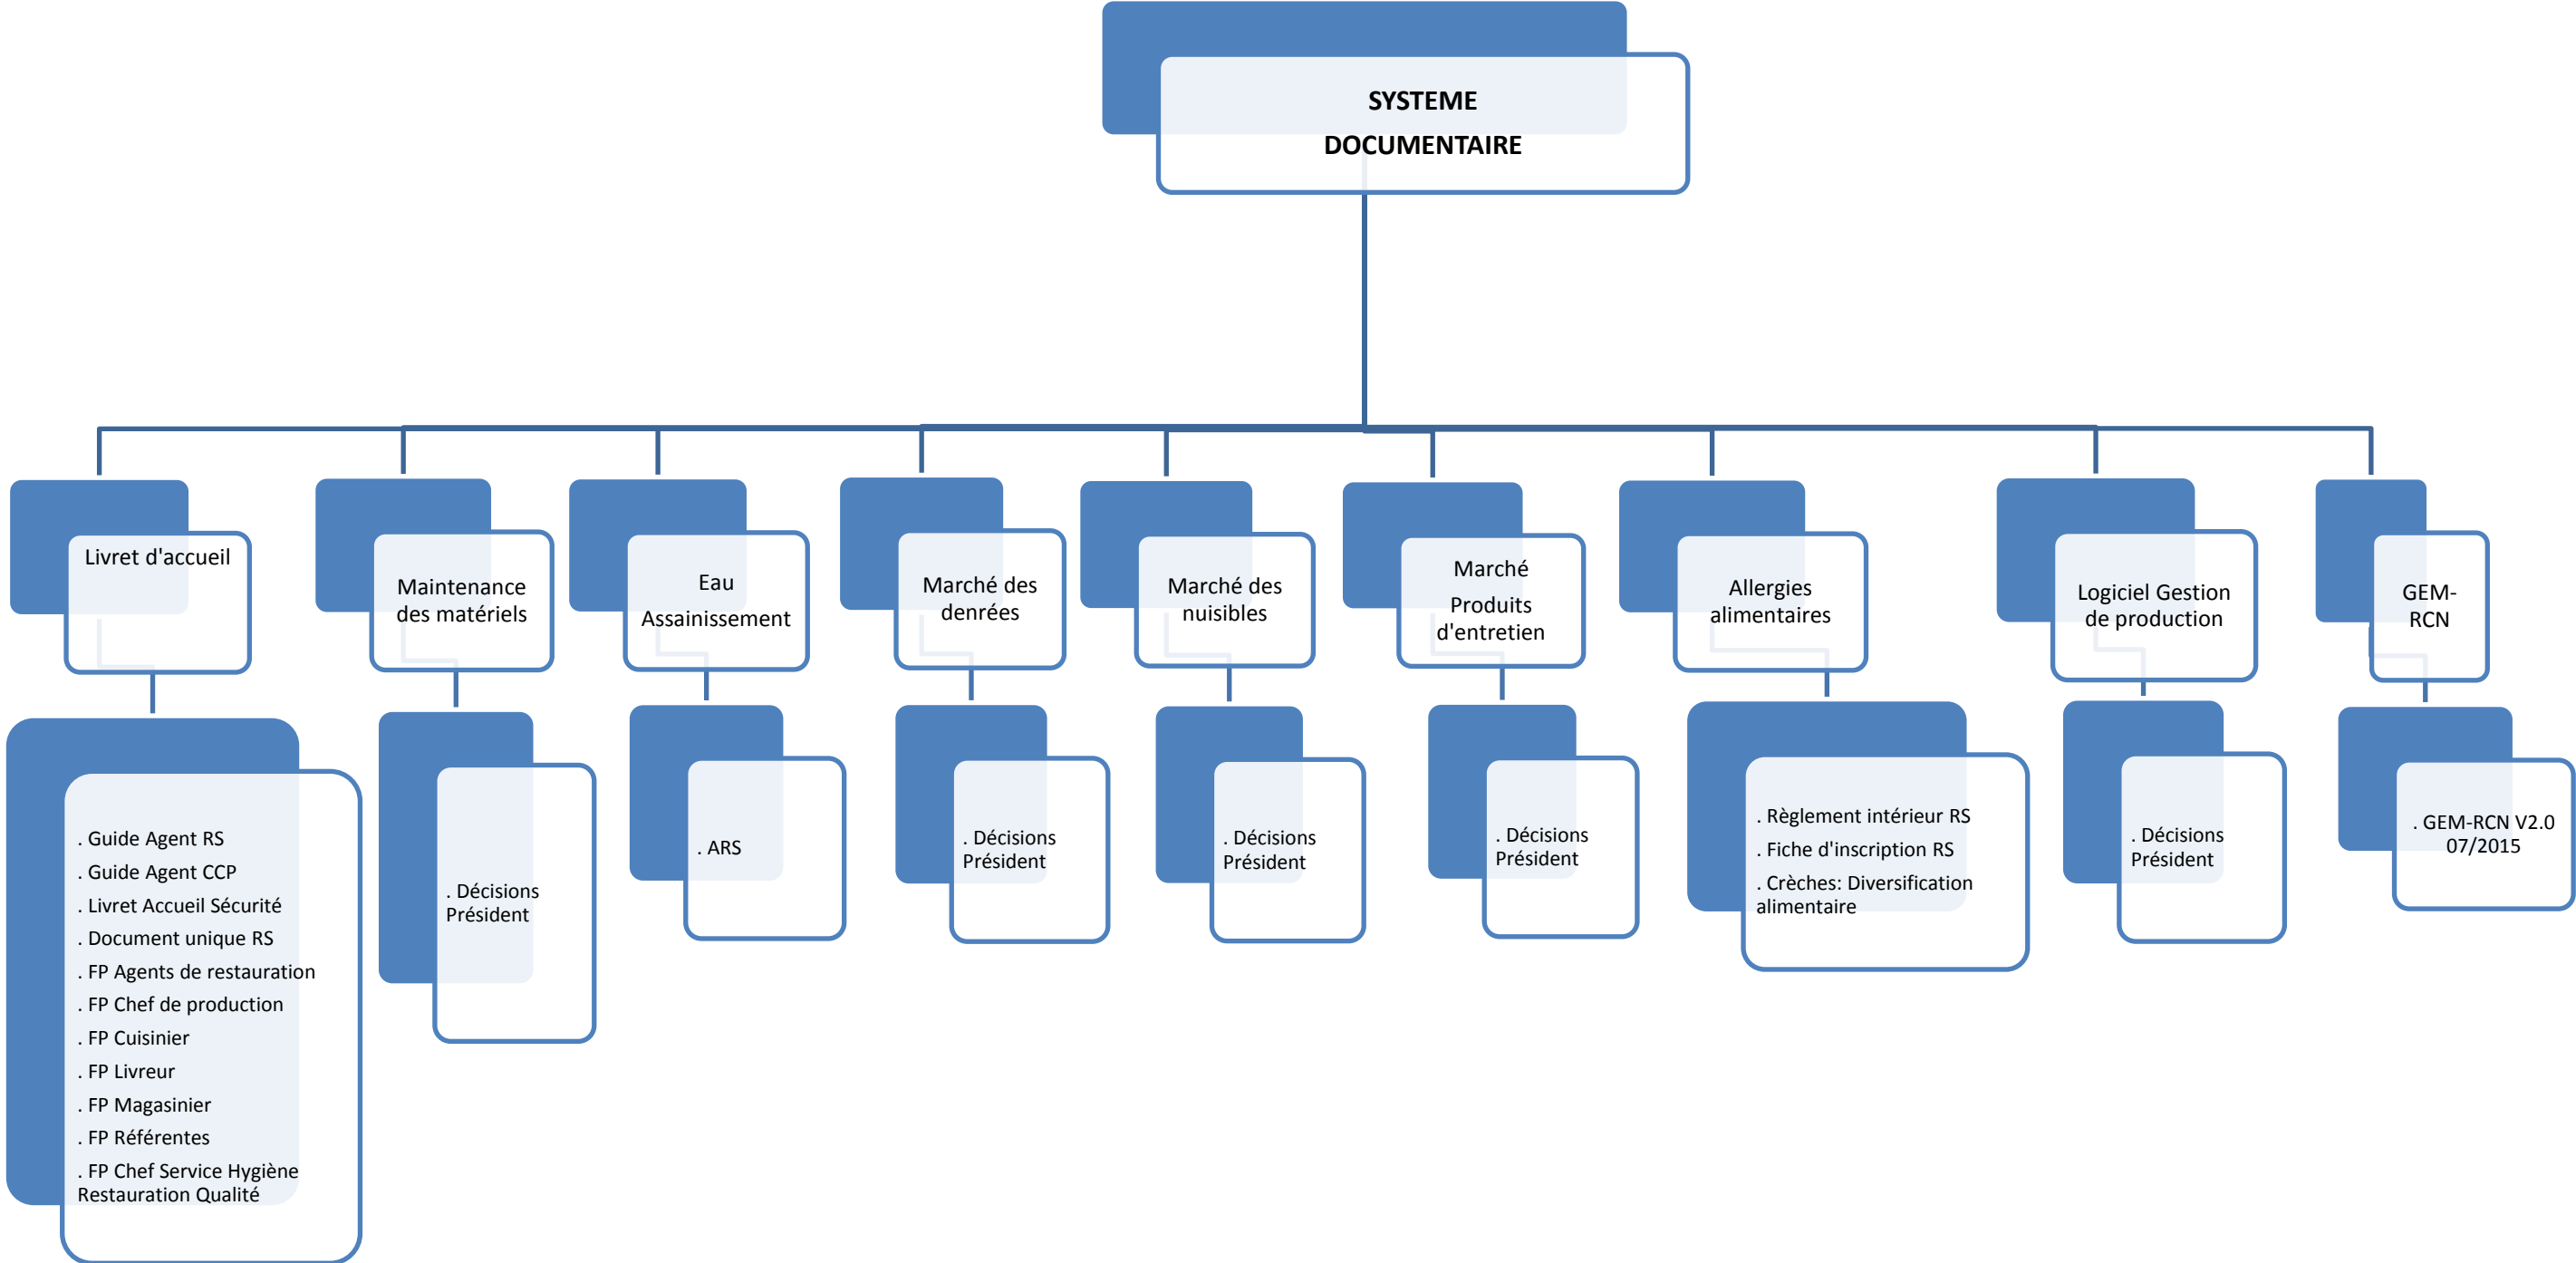 SYSTEME
DOCUMENTAIRE
Livret d'accueil
Maintenance
des matériels
Eau
Assainissement
Marché des
denrées
Marché des
nuisibles
Marché
Produits
d'entretien
Allergies
alimentaires
Logiciel Gestion
de production
GEM-
RCN
. Guide Agent RS
. Guide Agent CCP
. Livret Accueil Sécurité
. Document unique RS
. FP Agents de restauration
. FP Chef de production
. FP Cuisinier
. FP Livreur
. FP Magasinier
. FP Référentes
. FP Chef Service Hygiène
Restauration Qualité
. Décisions
Président
. ARS
. Décisions
Président
. Décisions
Président
. Décisions
Président
. Règlement intérieur RS
. Fiche d'inscription RS
. Crèches: Diversification
alimentaire
. Décisions
Président
. GEM-RCN V2.0
07/2015